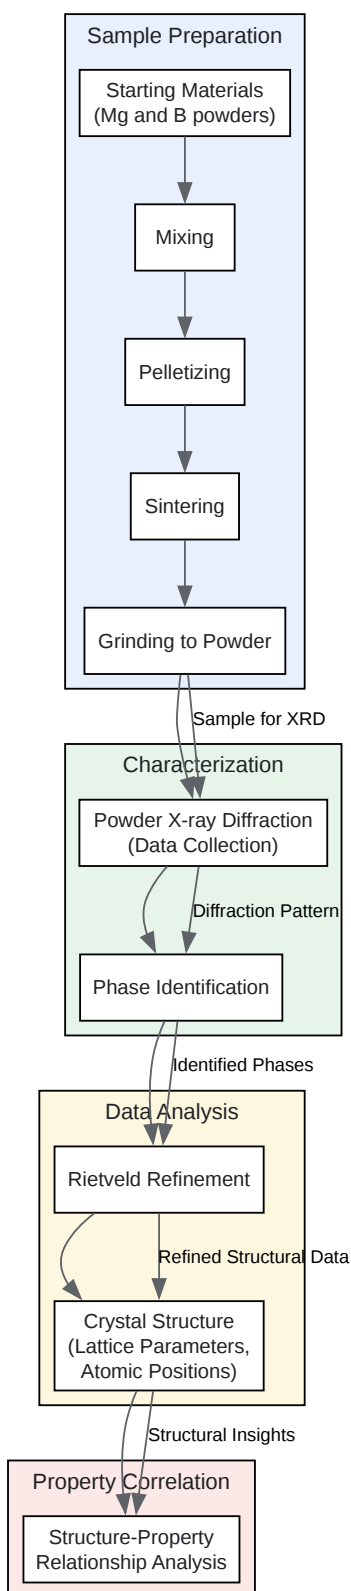 Sample Preparation
Starting Materials
(Mg and B powders)
Mixing
Pelletizing
Sintering
Grinding to Powder
Sample for XRD
Characterization
Powder X-ray Diffraction
(Data Collection)
Diffraction Pattern
Phase Identification
Identified Phases
Data Analysis
Rietveld Refinement
Refined Structural Data
Crystal Structure
(Lattice Parameters,
Atomic Positions)
Structural Insights
Property Correlation
Structure-Property
Relationship Analysis